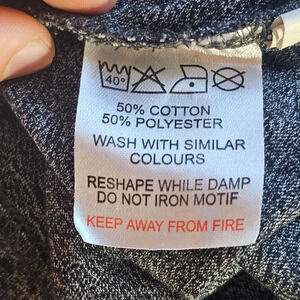 40°
50% COTTON
50% POLYESTER
WASH WITH SIMILAR
COLOURS
RESHAPE WHILE DAMP
DO NOT IRON MOTIF
KEEP AWAY FROM FIRE